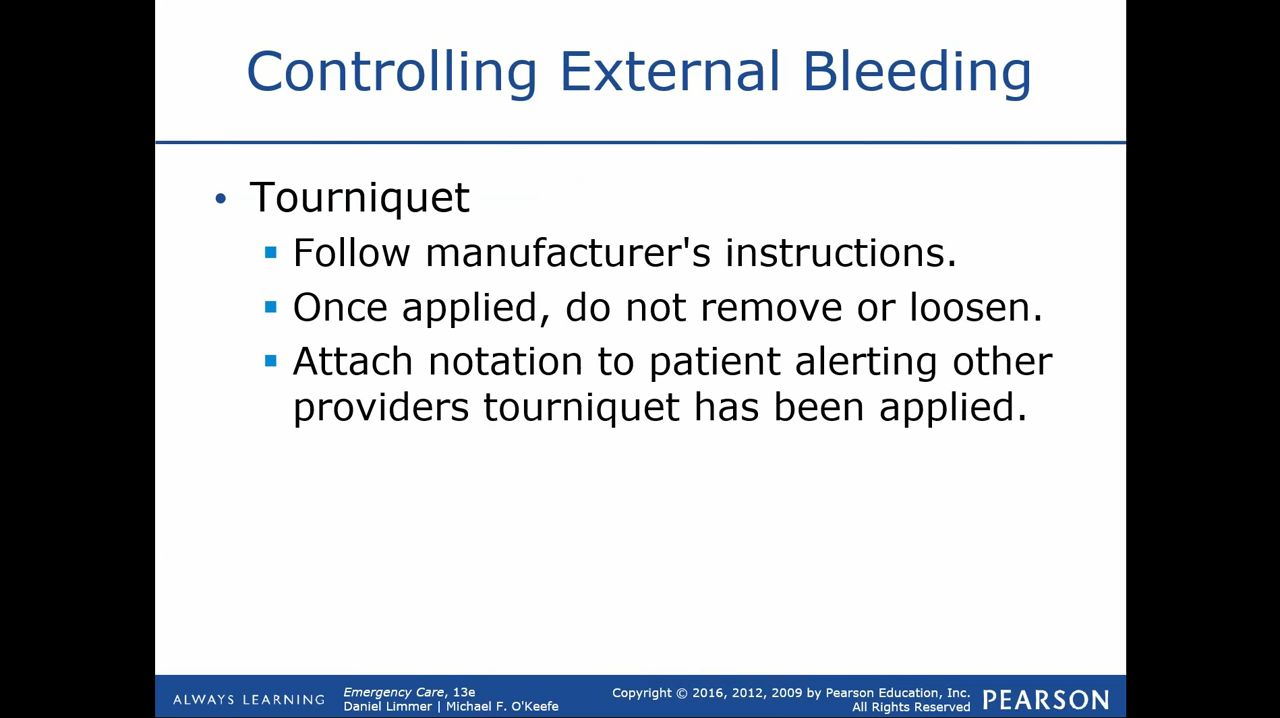 Controlling External Bleeding
• Tourniquet
▪ Follow manufacturer's instructions.
▪ Once applied, do not remove or loosen.
▪ Attach notation to patient alerting other
providers tourniquet has been applied.
ALWAYS LEARNING
Emergency Care, 13e
Daniel Limmer | Michael F. O'Keefe
Copyright © 2016, 2012, 2009 by Pearson Education, Inc.
All Rights Reserved
PEARSON